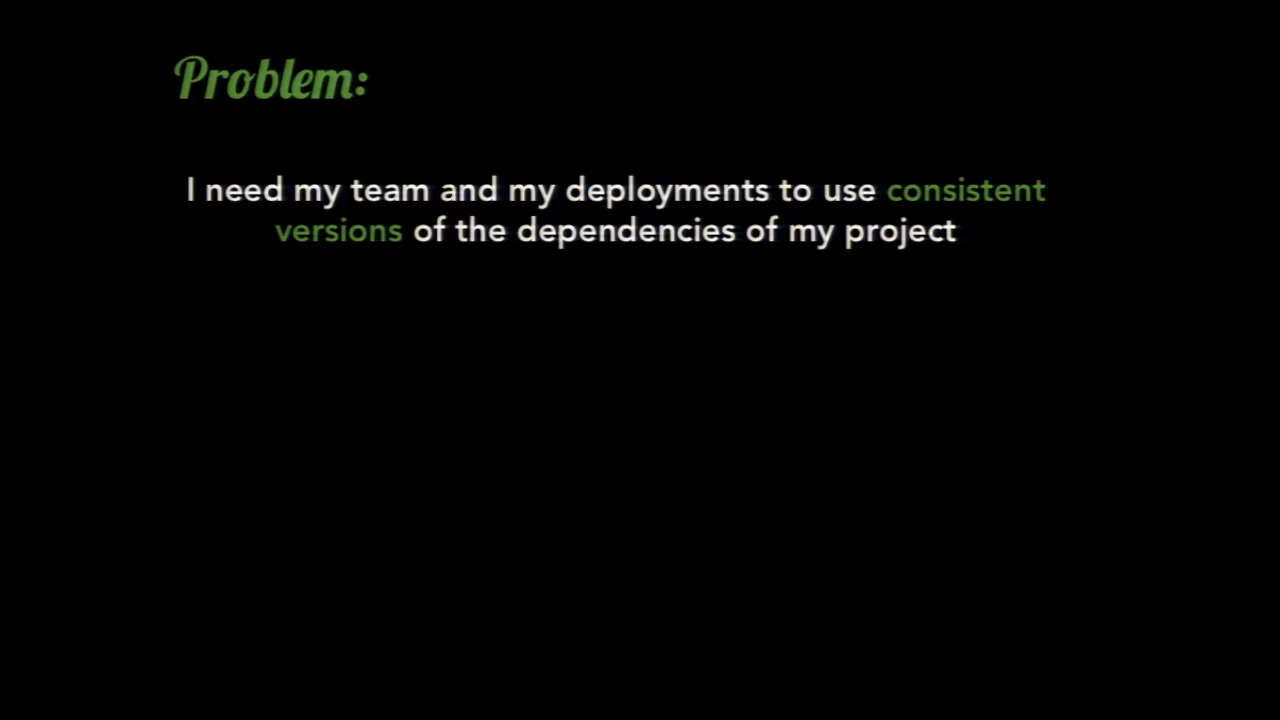 Problem:
I need my team and my deployments to use consistent
versions of the dependencies of my project